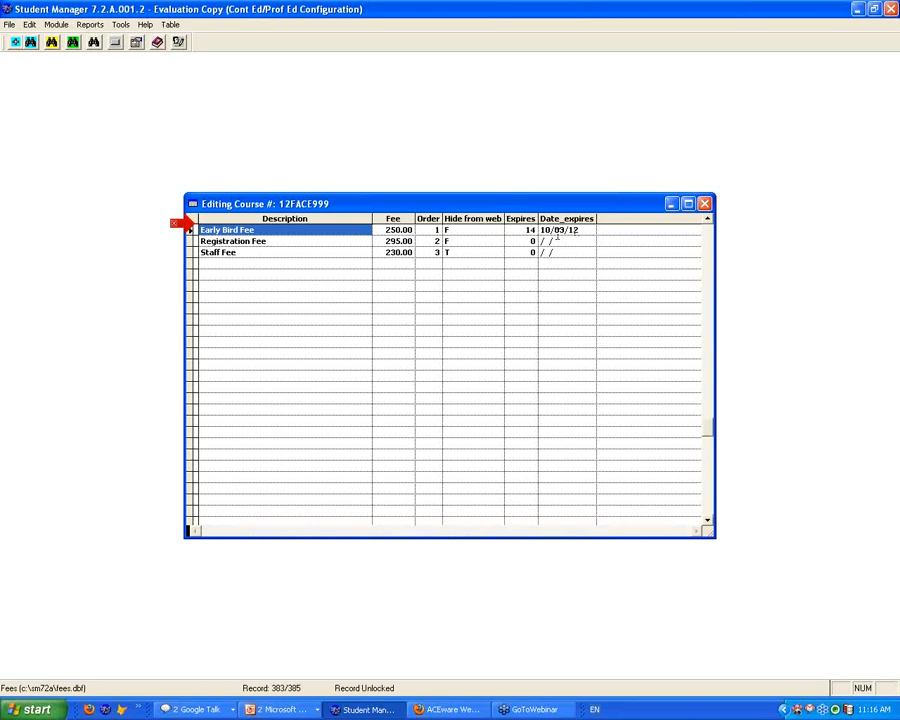 Student Manager 7.2.A.001.2 - Evaluation Copy (Cont Ed/Prof Ed Configuration)
File Edit Module Reports Tools Help Table
Editing Course #: 12FACE999
Description Fee Order Hide from web Expires Date_expires
Early Bird Fee 250.00 1 F 14 10/03/12
Registration Fee 295.00 2 F 0 / /
Staff Fee 230.00 3 T 0 / /
Fees (c:\sm72a\fees.dbf) Record: 383/385 Record Unlocked NUM
start 2 Google Talk 2 Microsoft ... Student Man... ACEware We... GoToWebinar EN 11:16 AM